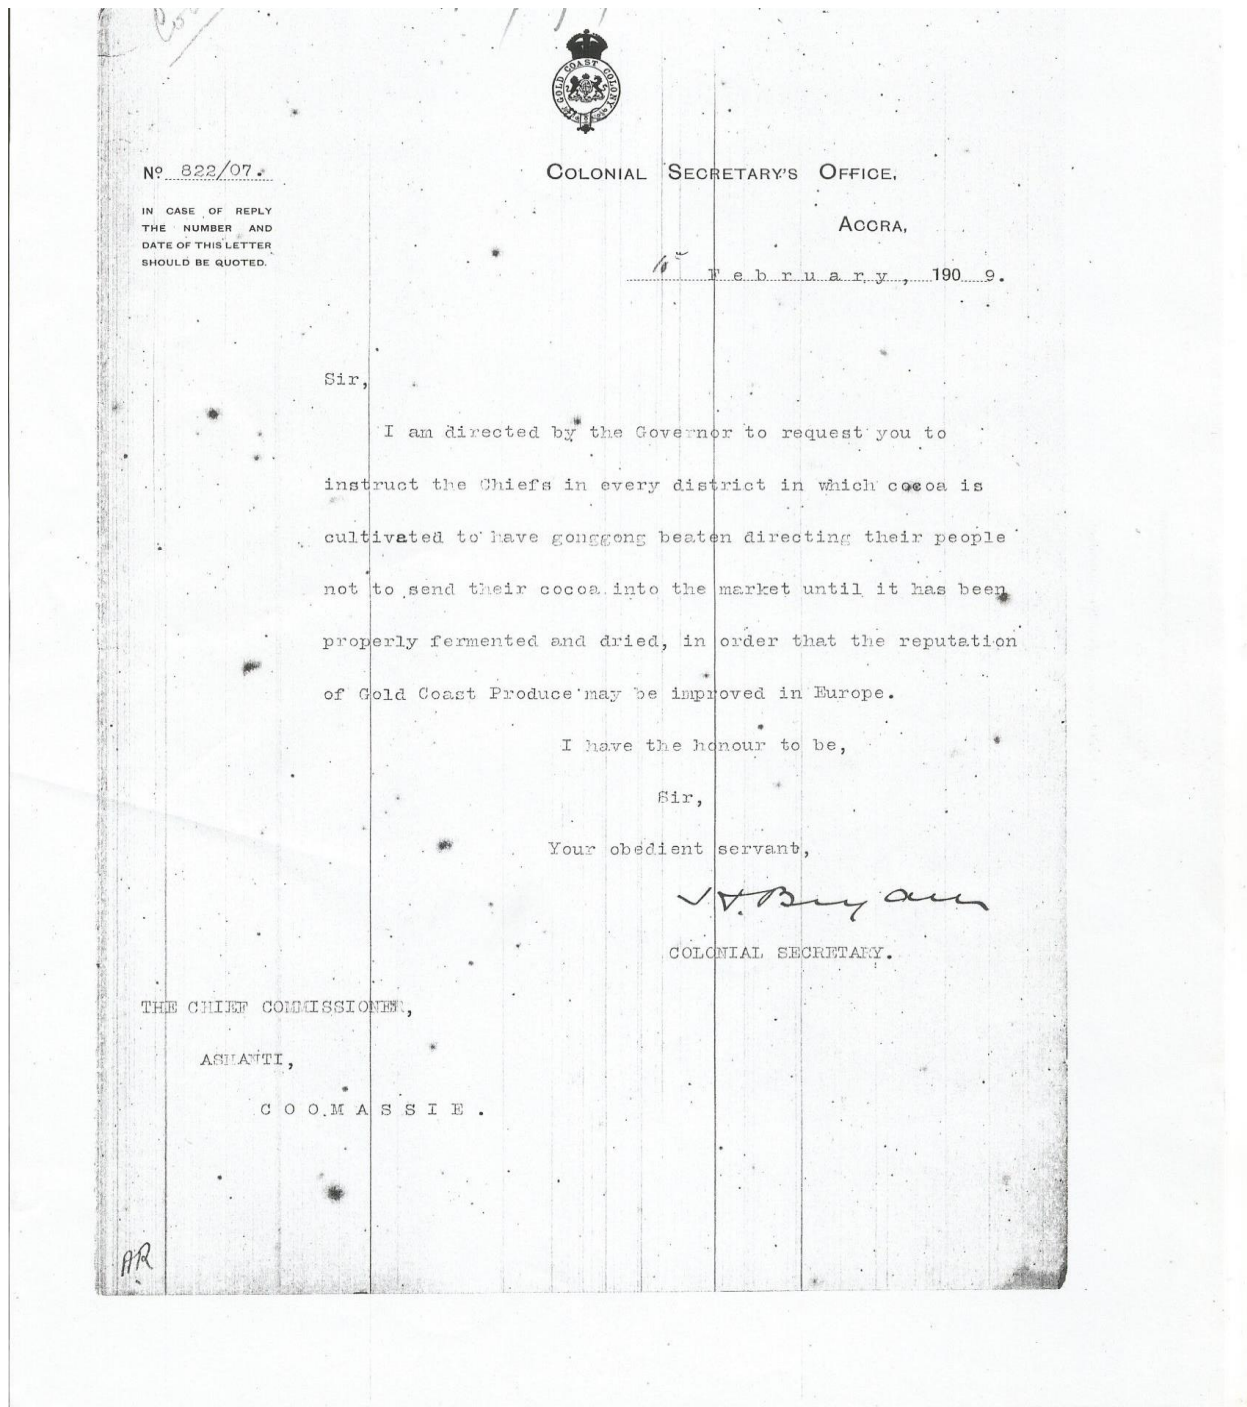 GOLD COAST COLONY
Nº 822/07.
COLONIAL SECRETARY'S OFFICE,
IN CASE OF REPLY
THE NUMBER AND
DATE OF THIS LETTER
SHOULD BE QUOTED.
ACCRA,
February, 1909.
Sir,
I am directed by the Governor to request you to
instruct the Chiefs in every district in which cocoa is
cultivated to have gonggong beaten directing their people
not to send their cocoa into the market until it has been
properly fermented and dried, in order that the reputation
of Gold Coast Produce may be improved in Europe.
I have the honour to be,
Sir,
Your obedient servant,
COLONIAL SECRETARY.
THE CHIEF COMMISSIONER,
ASHANTI,
COOMASSIE.
AR